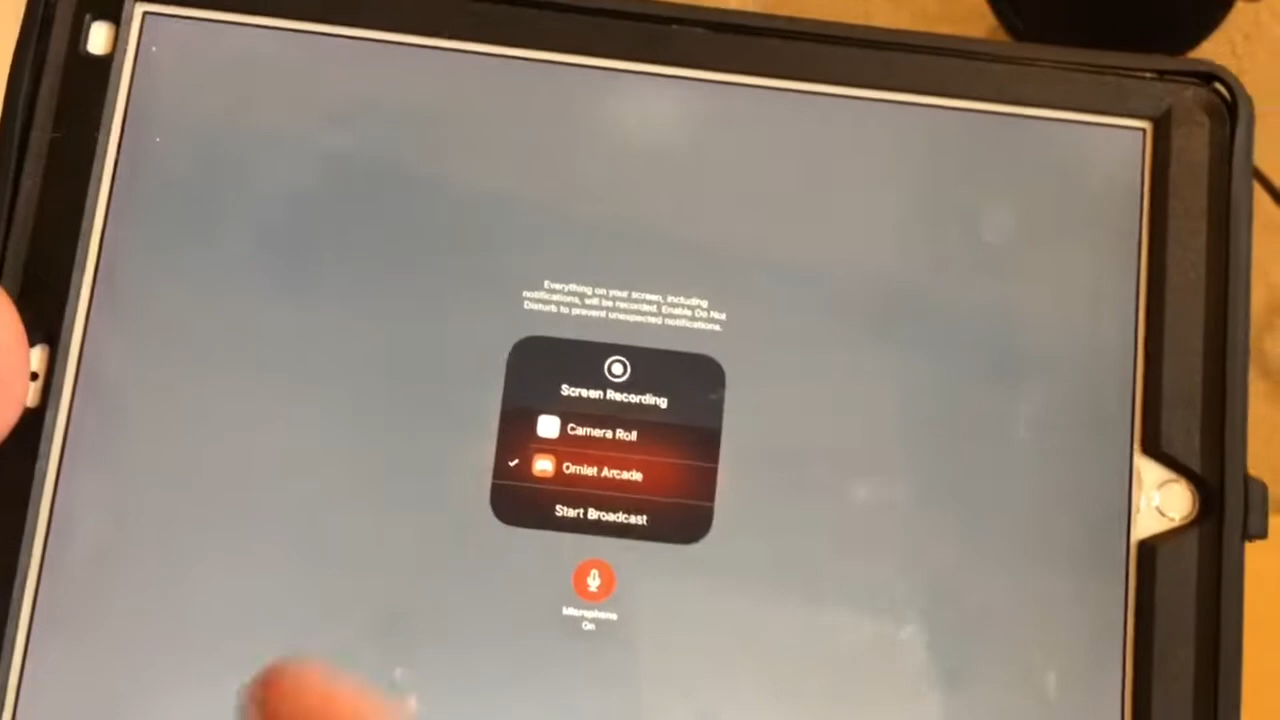 Everything on your screen, including
notifications, will be recorded. Enable Do Not
Disturb to prevent unexpected notifications.
Screen Recording
Camera Roll
Omlet Arcade
Start Broadcast
Microphone
On